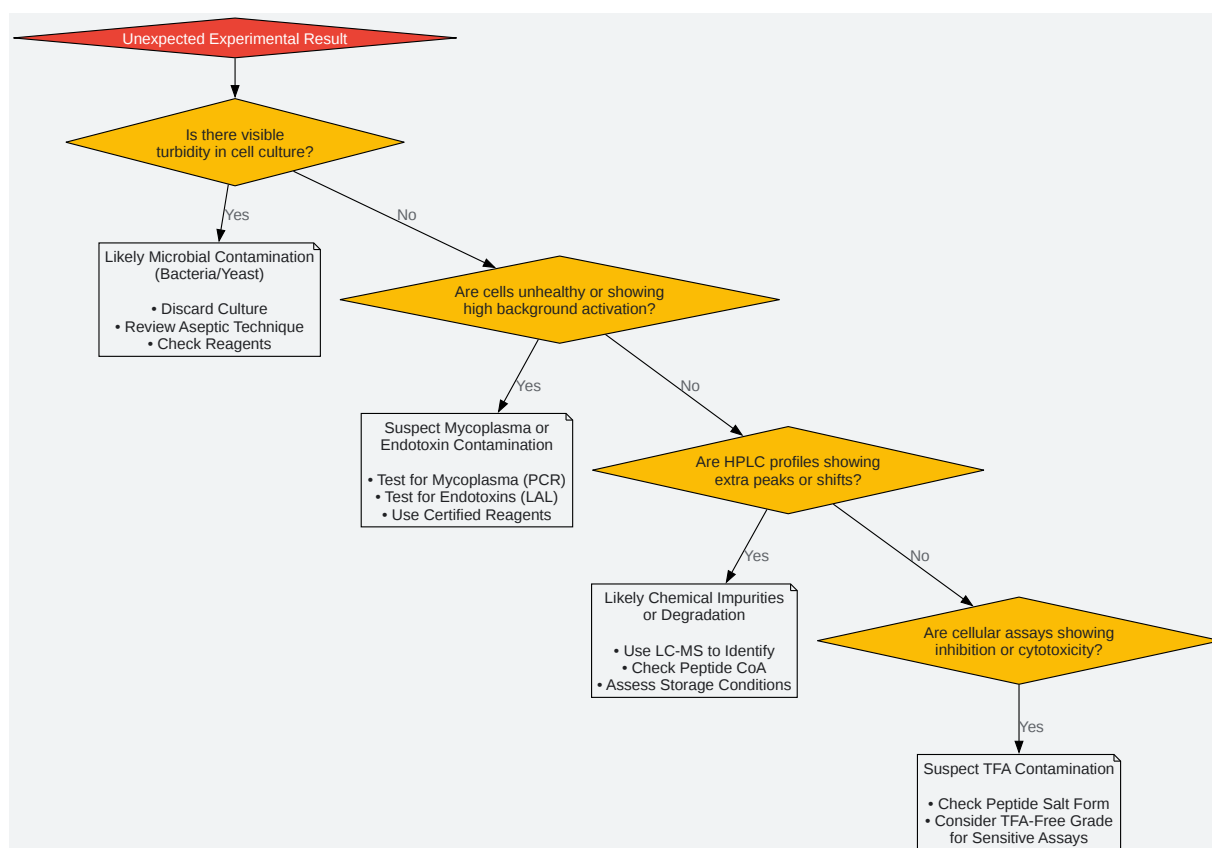 Unexpected Experimental Result
Is there visible
turbidity in cell culture?
Yes
No
Likely Microbial Contamination
(Bacteria/Yeast)
• Discard Culture
• Review Aseptic Technique
• Check Reagents
Are cells unhealthy or showing
high background activation?
Yes
No
Suspect Mycoplasma or
Endotoxin Contamination
• Test for Mycoplasma (PCR)
• Test for Endotoxins (LAL)
• Use Certified Reagents
Are HPLC profiles showing
extra peaks or shifts?
Yes
No
Likely Chemical Impurities
or Degradation
• Use LC-MS to Identify
• Check Peptide CoA
• Assess Storage Conditions
Are cellular assays showing
inhibition or cytotoxicity?
Yes
Suspect TFA Contamination
• Check Peptide Salt Form
• Consider TFA-Free Grade
for Sensitive Assays